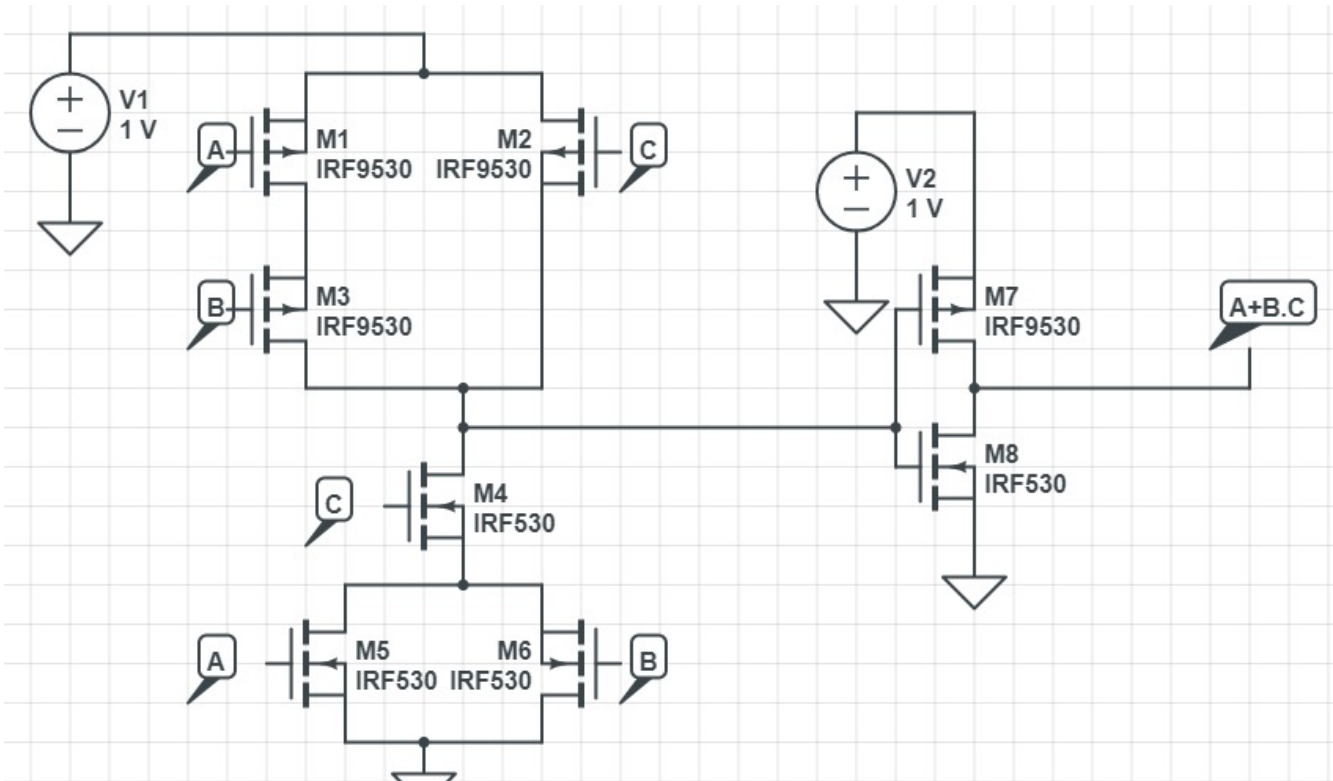 V1
1 V
A
M1
IRF9530
M2
IRF9530
C
V2
1 V
B
M3
IRF9530
M7
IRF9530
A+B.C
C
M4
IRF530
M8
IRF530
A
M5
IRF530
M6
IRF530
B